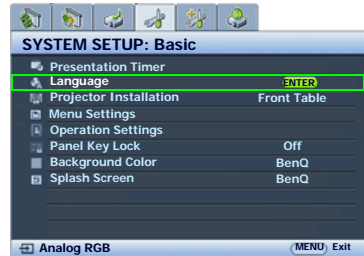 SYSTEM SETUP: Basic
Presentation Timer
Language ENTER
Projector Installation Front Table
Menu Settings
Operation Settings
Panel Key Lock Off
Background Color BenQ
Splash Screen BenQ
Analog RGB MENU Exit